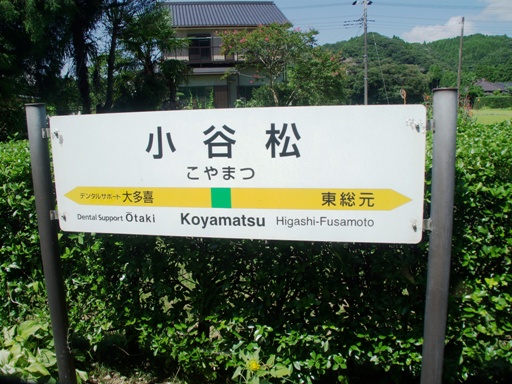 小谷松
こやまつ
デンタルサポート大多喜 東総元
Dental Support Ōtaki Koyamatsu Higashi-Fusamoto